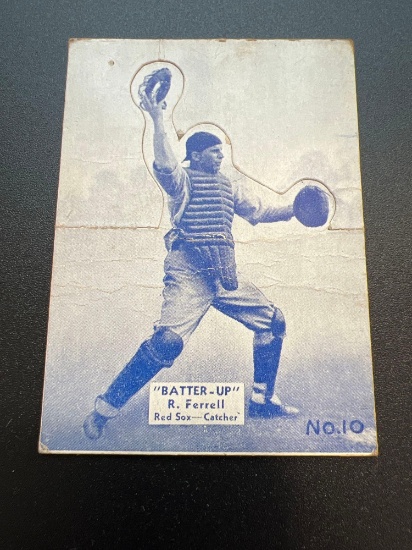 "BATTER-UP"
R. Ferrell
Red Sox—Catcher
No.10